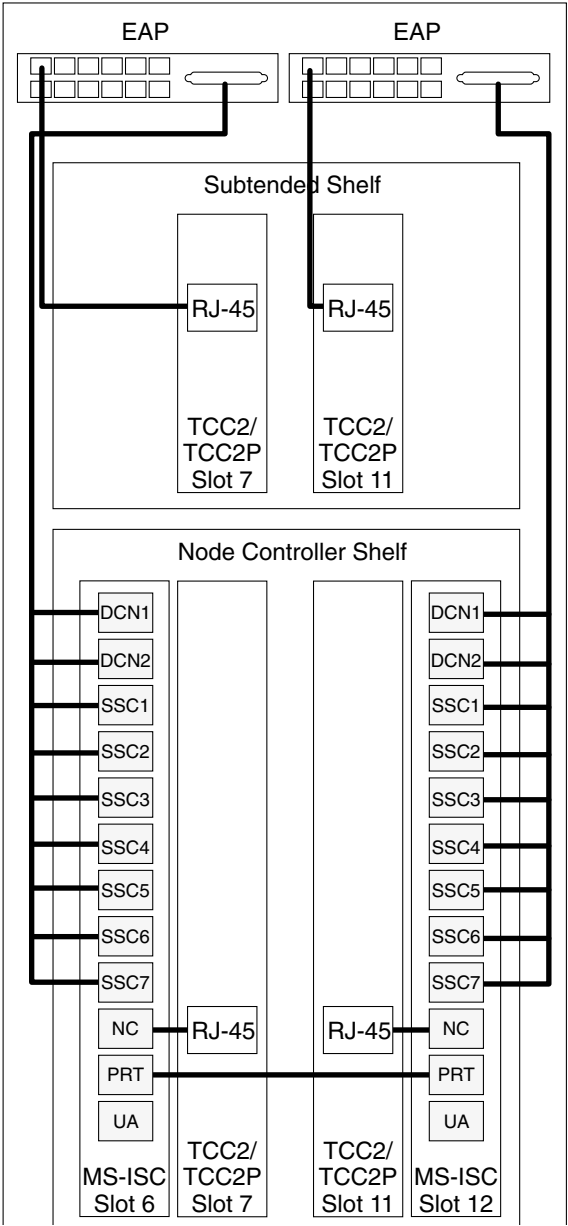 EAP
EAP
Subtended Shelf
RJ-45
RJ-45
TCC2/
TCC2P
Slot 7
TCC2/
TCC2P
Slot 11
Node Controller Shelf
DCN1
DCN2
SSC1
SSC2
SSC3
SSC4
SSC5
SSC6
SSC7
NC
PRT
UA
MS-ISC
Slot 6
RJ-45
TCC2/
TCC2P
Slot 7
RJ-45
TCC2/
TCC2P
Slot 11
DCN1
DCN2
SSC1
SSC2
SSC3
SSC4
SSC5
SSC6
SSC7
NC
PRT
UA
MS-ISC
Slot 12